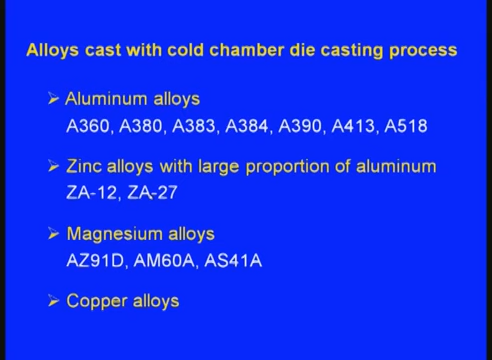 Alloys cast with cold chamber die casting process
➢ Aluminum alloys
A360, A380, A383, A384, A390, A413, A518
➢ Zinc alloys with large proportion of aluminum
ZA-12, ZA-27
➢ Magnesium alloys
AZ91D, AM60A, AS41A
➢ Copper alloys